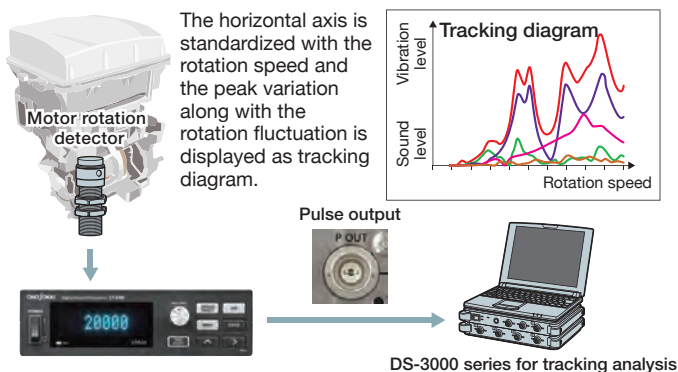 The horizontal axis is
standardized with the
rotation speed and
the peak variation
along with the
rotation fluctuation is
displayed as tracking
diagram.
Motor rotation
detector
Tracking diagram
Vibration
level
Sound
level
Rotation speed
Pulse output
P OUT
ONO SOKKI
20000
DS-3000 series for tracking analysis